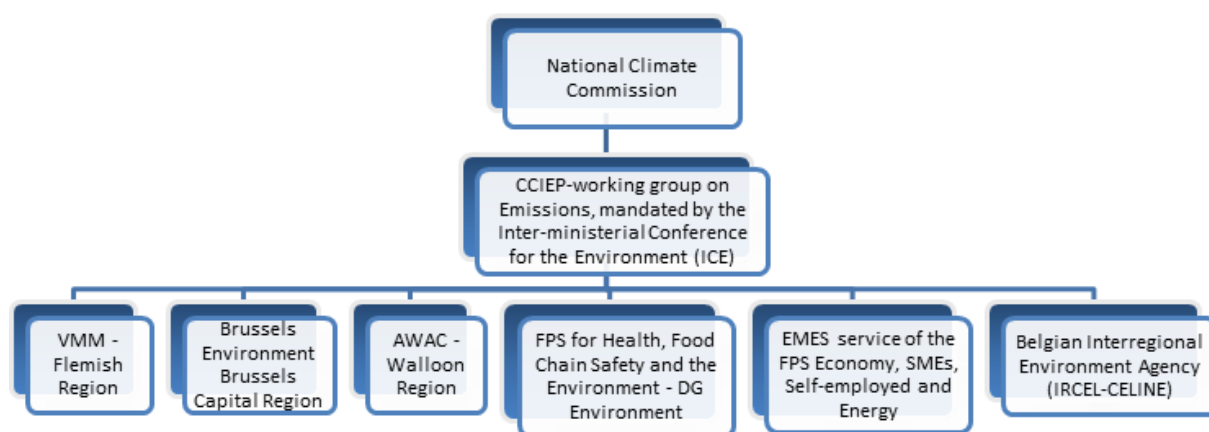 National Climate
Commission
CCIEP-working group on
Emissions, mandated by the
Inter-ministerial Conference
for the Environment (ICE)
VMM -
Flemish
Region
Brussels
Environment
Brussels
Capital Region
AWAC -
Walloon
Region
FPS for Health, Food
Chain Safety and the
Environment - DG
Environment
EMES service of the
FPS Economy, SMEs,
Self-employed and
Energy
Belgian Interregional
Environment Agency
(IRCEL-CELINE)